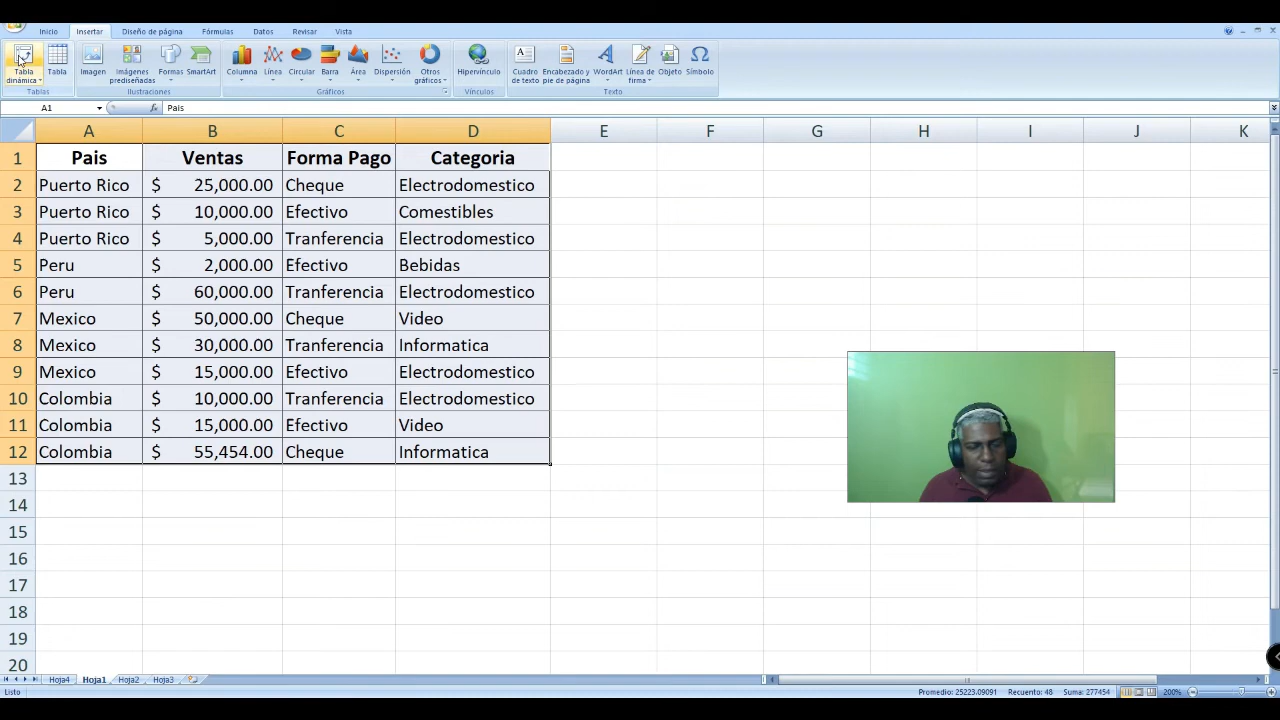 Inicio Insertar Diseño de página Fórmulas Datos Revisar Vista
Tabla dinámica Tabla Imagen Imágenes prediseñadas Formas SmartArt Columna Línea Circular Barra Área Dispersión Otros gráficos Hipervínculo Cuadro de texto Encabezado y pie de página WordArt Línea de firma Objeto Símbolo
Tablas Ilustraciones Gráficos Vínculos Texto
A1 fx Pais
A B C D E F G H I J K
1 Pais Ventas Forma Pago Categoria
2 Puerto Rico $ 25,000.00 Cheque Electrodomestico
3 Puerto Rico $ 10,000.00 Efectivo Comestibles
4 Puerto Rico $ 5,000.00 Tranferencia Electrodomestico
5 Peru $ 2,000.00 Efectivo Bebidas
6 Peru $ 60,000.00 Tranferencia Electrodomestico
7 Mexico $ 50,000.00 Cheque Video
8 Mexico $ 30,000.00 Tranferencia Informatica
9 Mexico $ 15,000.00 Efectivo Electrodomestico
10 Colombia $ 10,000.00 Tranferencia Electrodomestico
11 Colombia $ 15,000.00 Efectivo Video
12 Colombia $ 55,454.00 Cheque Informatica
13
14
15
16
17
18
19
20
Hoja4 Hoja1 Hoja2 Hoja3
Listo Promedio: 25223.09091 Recuento: 48 Suma: 277454 200%